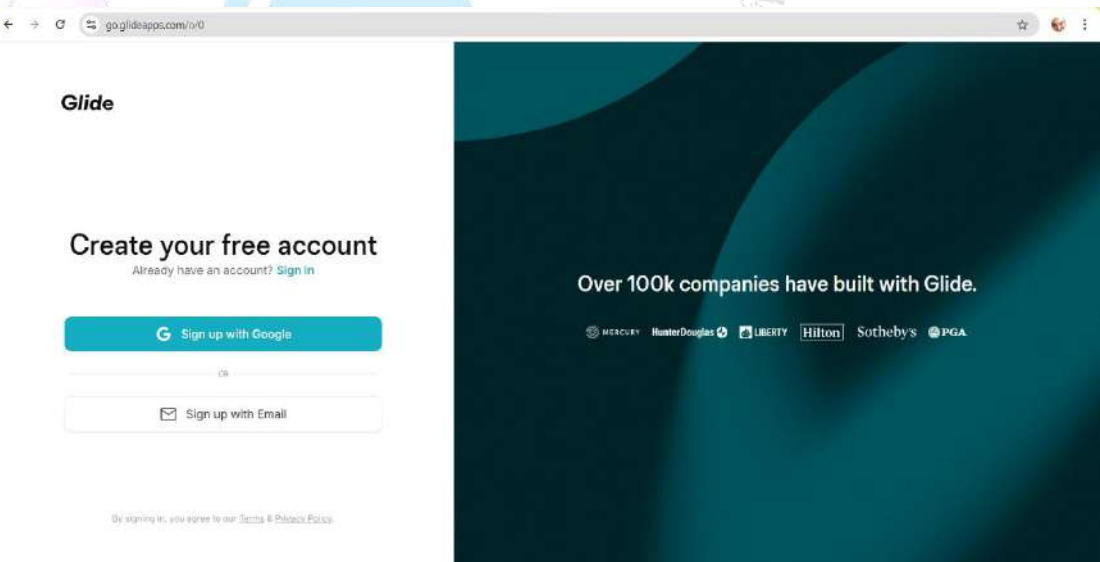 go.glideapps.com/o/0
Glide
Create your free account
Already have an account? Sign in
G Sign up with Google
OR
Sign up with Email
By signing in, you agree to our Terms & Privacy Policy.
Over 100k companies have built with Glide.
MERCURY HunterDouglas LIBERTY Hilton Sotheby's PGA